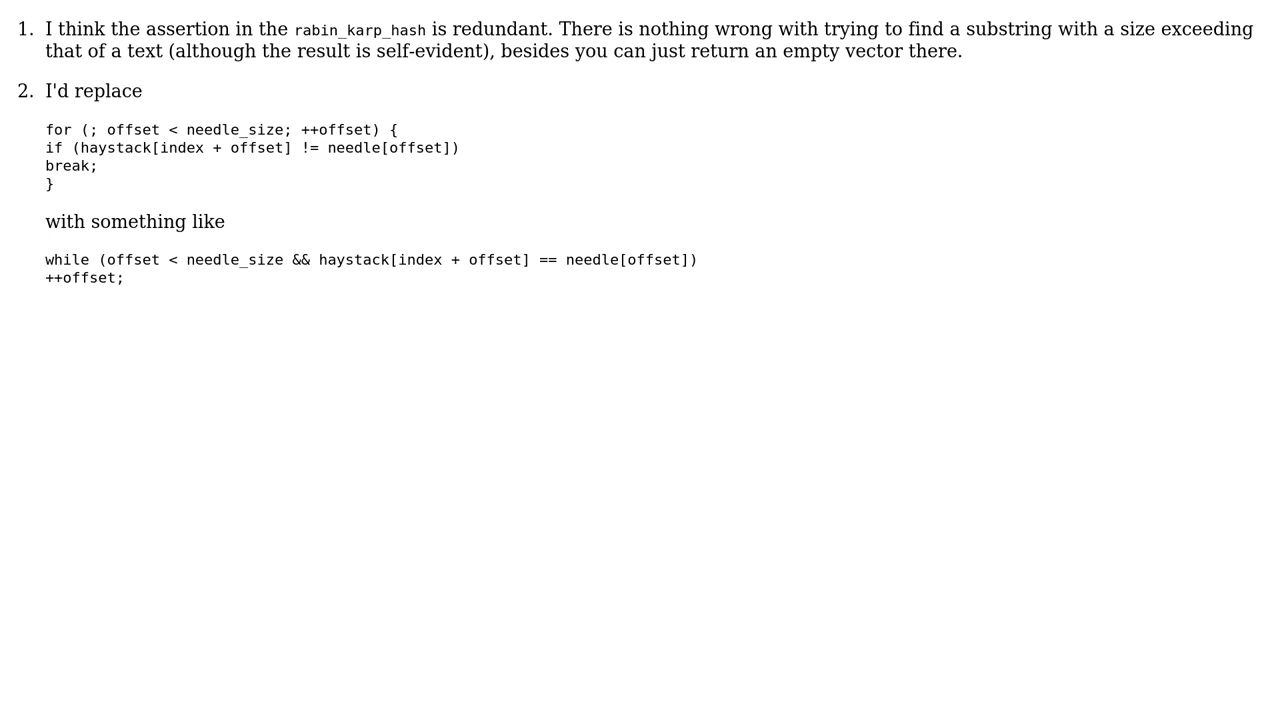 1. I think the assertion in the rabin_karp_hash is redundant. There is nothing wrong with trying to find a substring with a size exceeding
that of a text (although the result is self-evident), besides you can just return an empty vector there.
2. I'd replace
for (; offset < needle_size; ++offset) {
if (haystack[index + offset] != needle[offset])
break;
}
with something like
while (offset < needle_size && haystack[index + offset] == needle[offset])
++offset;